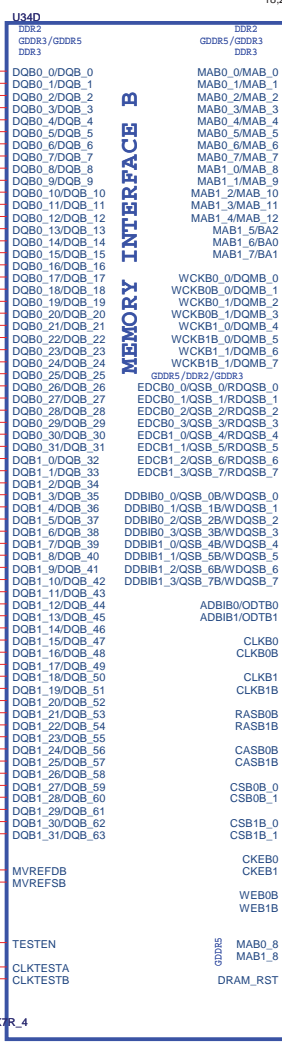 U34D
DDR2
GDDR3/GDDR5
DDR3
DQB0_0/DQB_0
DQB0_1/DQB_1
DQB0_2/DQB_2
DQB0_3/DQB_3
DQB0_4/DQB_4
DQB0_5/DQB_5
DQB0_6/DQB_6
DQB0_7/DQB_7
DQB0_8/DQB_8
DQB0_9/DQB_9
DQB0_10/DQB_10
DQB0_11/DQB_11
DQB0_12/DQB_12
DQB0_13/DQB_13
DQB0_14/DQB_14
DQB0_15/DQB_15
DQB0_16/DQB_16
DQB0_17/DQB_17
DQB0_18/DQB_18
DQB0_19/DQB_19
DQB0_20/DQB_20
DQB0_21/DQB_21
DQB0_22/DQB_22
DQB0_23/DQB_23
DQB0_24/DQB_24
DQB0_25/DQB_25
DQB0_26/DQB_26
DQB0_27/DQB_27
DQB0_28/DQB_28
DQB0_29/DQB_29
DQB0_30/DQB_30
DQB0_31/DQB_31
DQB1_0/DQB_32
DQB1_1/DQB_33
DQB1_2/DQB_34
DQB1_3/DQB_35
DQB1_4/DQB_36
DQB1_5/DQB_37
DQB1_6/DQB_38
DQB1_7/DQB_39
DQB1_8/DQB_40
DQB1_9/DQB_41
DQB1_10/DQB_42
DQB1_11/DQB_43
DQB1_12/DQB_44
DQB1_13/DQB_45
DQB1_14/DQB_46
DQB1_15/DQB_47
DQB1_16/DQB_48
DQB1_17/DQB_49
DQB1_18/DQB_50
DQB1_19/DQB_51
DQB1_20/DQB_52
DQB1_21/DQB_53
DQB1_22/DQB_54
DQB1_23/DQB_55
DQB1_24/DQB_56
DQB1_25/DQB_57
DQB1_26/DQB_58
DQB1_27/DQB_59
DQB1_28/DQB_60
DQB1_29/DQB_61
DQB1_30/DQB_62
DQB1_31/DQB_63
MVREFDB
MVREFSB
TESTEN
CLKTESTA
CLKTESTB
MEMORY INTERFACE B
DDR2
GDDR5/GDDR3
DDR3
MAB0_0/MAB_0
MAB0_1/MAB_1
MAB0_2/MAB_2
MAB0_3/MAB_3
MAB0_4/MAB_4
MAB0_5/MAB_5
MAB0_6/MAB_6
MAB0_7/MAB_7
MAB1_0/MAB_8
MAB1_1/MAB_9
MAB1_2/MAB_10
MAB1_3/MAB_11
MAB1_4/MAB_12
MAB1_5/BA2
MAB1_6/BA0
MAB1_7/BA1
WCKB0_0/DQMB_0
WCKB0B_0/DQMB_1
WCKB0_1/DQMB_2
WCKB0B_1/DQMB_3
WCKB1_0/DQMB_4
WCKB1B_0/DQMB_5
WCKB1_1/DQMB_6
WCKB1B_1/DQMB_7
GDDR5/DDR2/GDDR3
EDCB0_0/QSB_0/RDQSB_0
EDCB0_1/QSB_1/RDQSB_1
EDCB0_2/QSB_2/RDQSB_2
EDCB0_3/QSB_3/RDQSB_3
EDCB1_0/QSB_4/RDQSB_4
EDCB1_1/QSB_5/RDQSB_5
EDCB1_2/QSB_6/RDQSB_6
EDCB1_3/QSB_7/RDQSB_7
DDBIB0_0/QSB_0B/WDQSB_0
DDBIB0_1/QSB_1B/WDQSB_1
DDBIB0_2/QSB_2B/WDQSB_2
DDBIB0_3/QSB_3B/WDQSB_3
DDBIB1_0/QSB_4B/WDQSB_4
DDBIB1_1/QSB_5B/WDQSB_5
DDBIB1_2/QSB_6B/WDQSB_6
DDBIB1_3/QSB_7B/WDQSB_7
ADBIB0/ODTB0
ADBIB1/ODTB1
CLKB0
CLKB0B
CLKB1
CLKB1B
RASB0B
RASB1B
CASB0B
CASB1B
CSB0B_0
CSB0B_1
CSB1B_0
CSB1B_1
CKEB0
CKEB1
WEB0B
WEB1B
GDDR5
MAB0_8
MAB1_8
DRAM_RST
7R_4